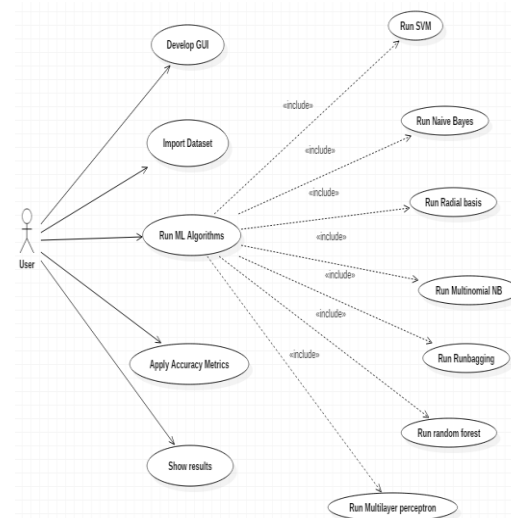 Run SVM
Develop GUI
«include»
Run Naive Bayes
Import Dataset
«include»
«include»
Run Radial basis
Run ML Algorithms
«include»
User
«include»
Run Multinomial NB
«include»
«include»
Run Runbagging
Apply Accuracy Metrics
Run random forest
Show results
Run Multilayer perceptron